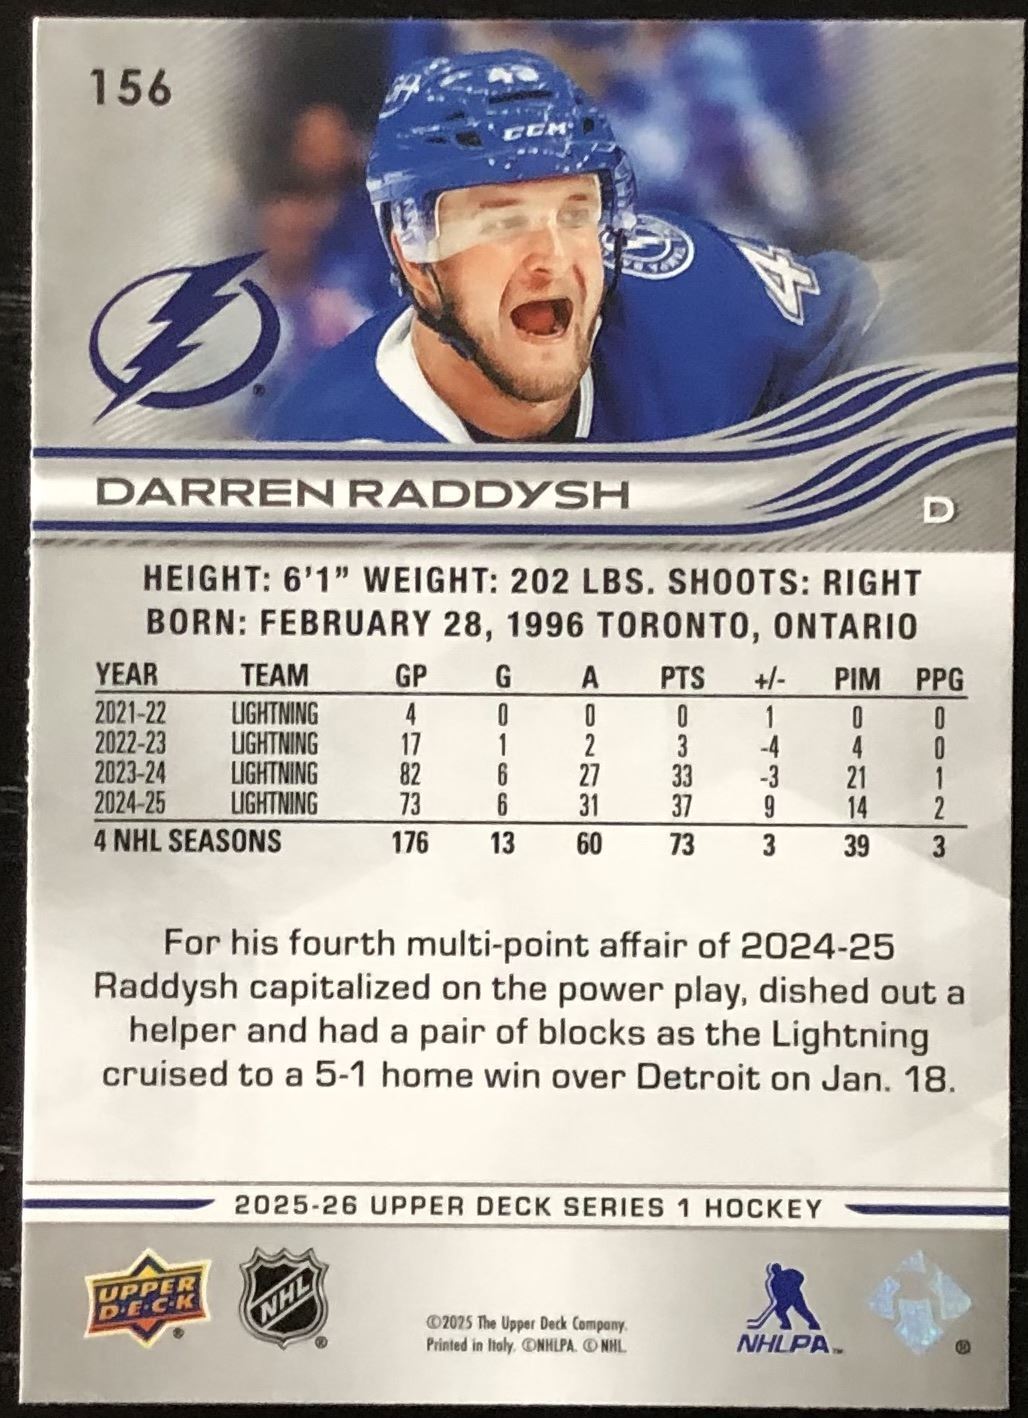 156
CCM
4
DARREN RADDYSH
D
HEIGHT: 6'1" WEIGHT: 202 LBS. SHOOTS: RIGHT
BORN: FEBRUARY 28, 1996 TORONTO, ONTARIO
YEAR TEAM GP G A PTS +/- PIM PPG
2021-22 LIGHTNING 4 0 0 0 1 0 0
2022-23 LIGHTNING 17 1 2 3 -4 4 0
2023-24 LIGHTNING 82 6 27 33 -3 21 1
2024-25 LIGHTNING 73 6 31 37 9 14 2
4 NHL SEASONS 176 13 60 73 3 39 3
For his fourth multi-point affair of 2024-25
Raddysh capitalized on the power play, dished out a
helper and had a pair of blocks as the Lightning
cruised to a 5-1 home win over Detroit on Jan. 18.
2025-26 UPPER DECK SERIES 1 HOCKEY
UPPER
D·E·C·K
®
NHL
®
©2025 The Upper Deck Company.
Printed in Italy. ©NHLPA. © NHL.
NHLPA™
®